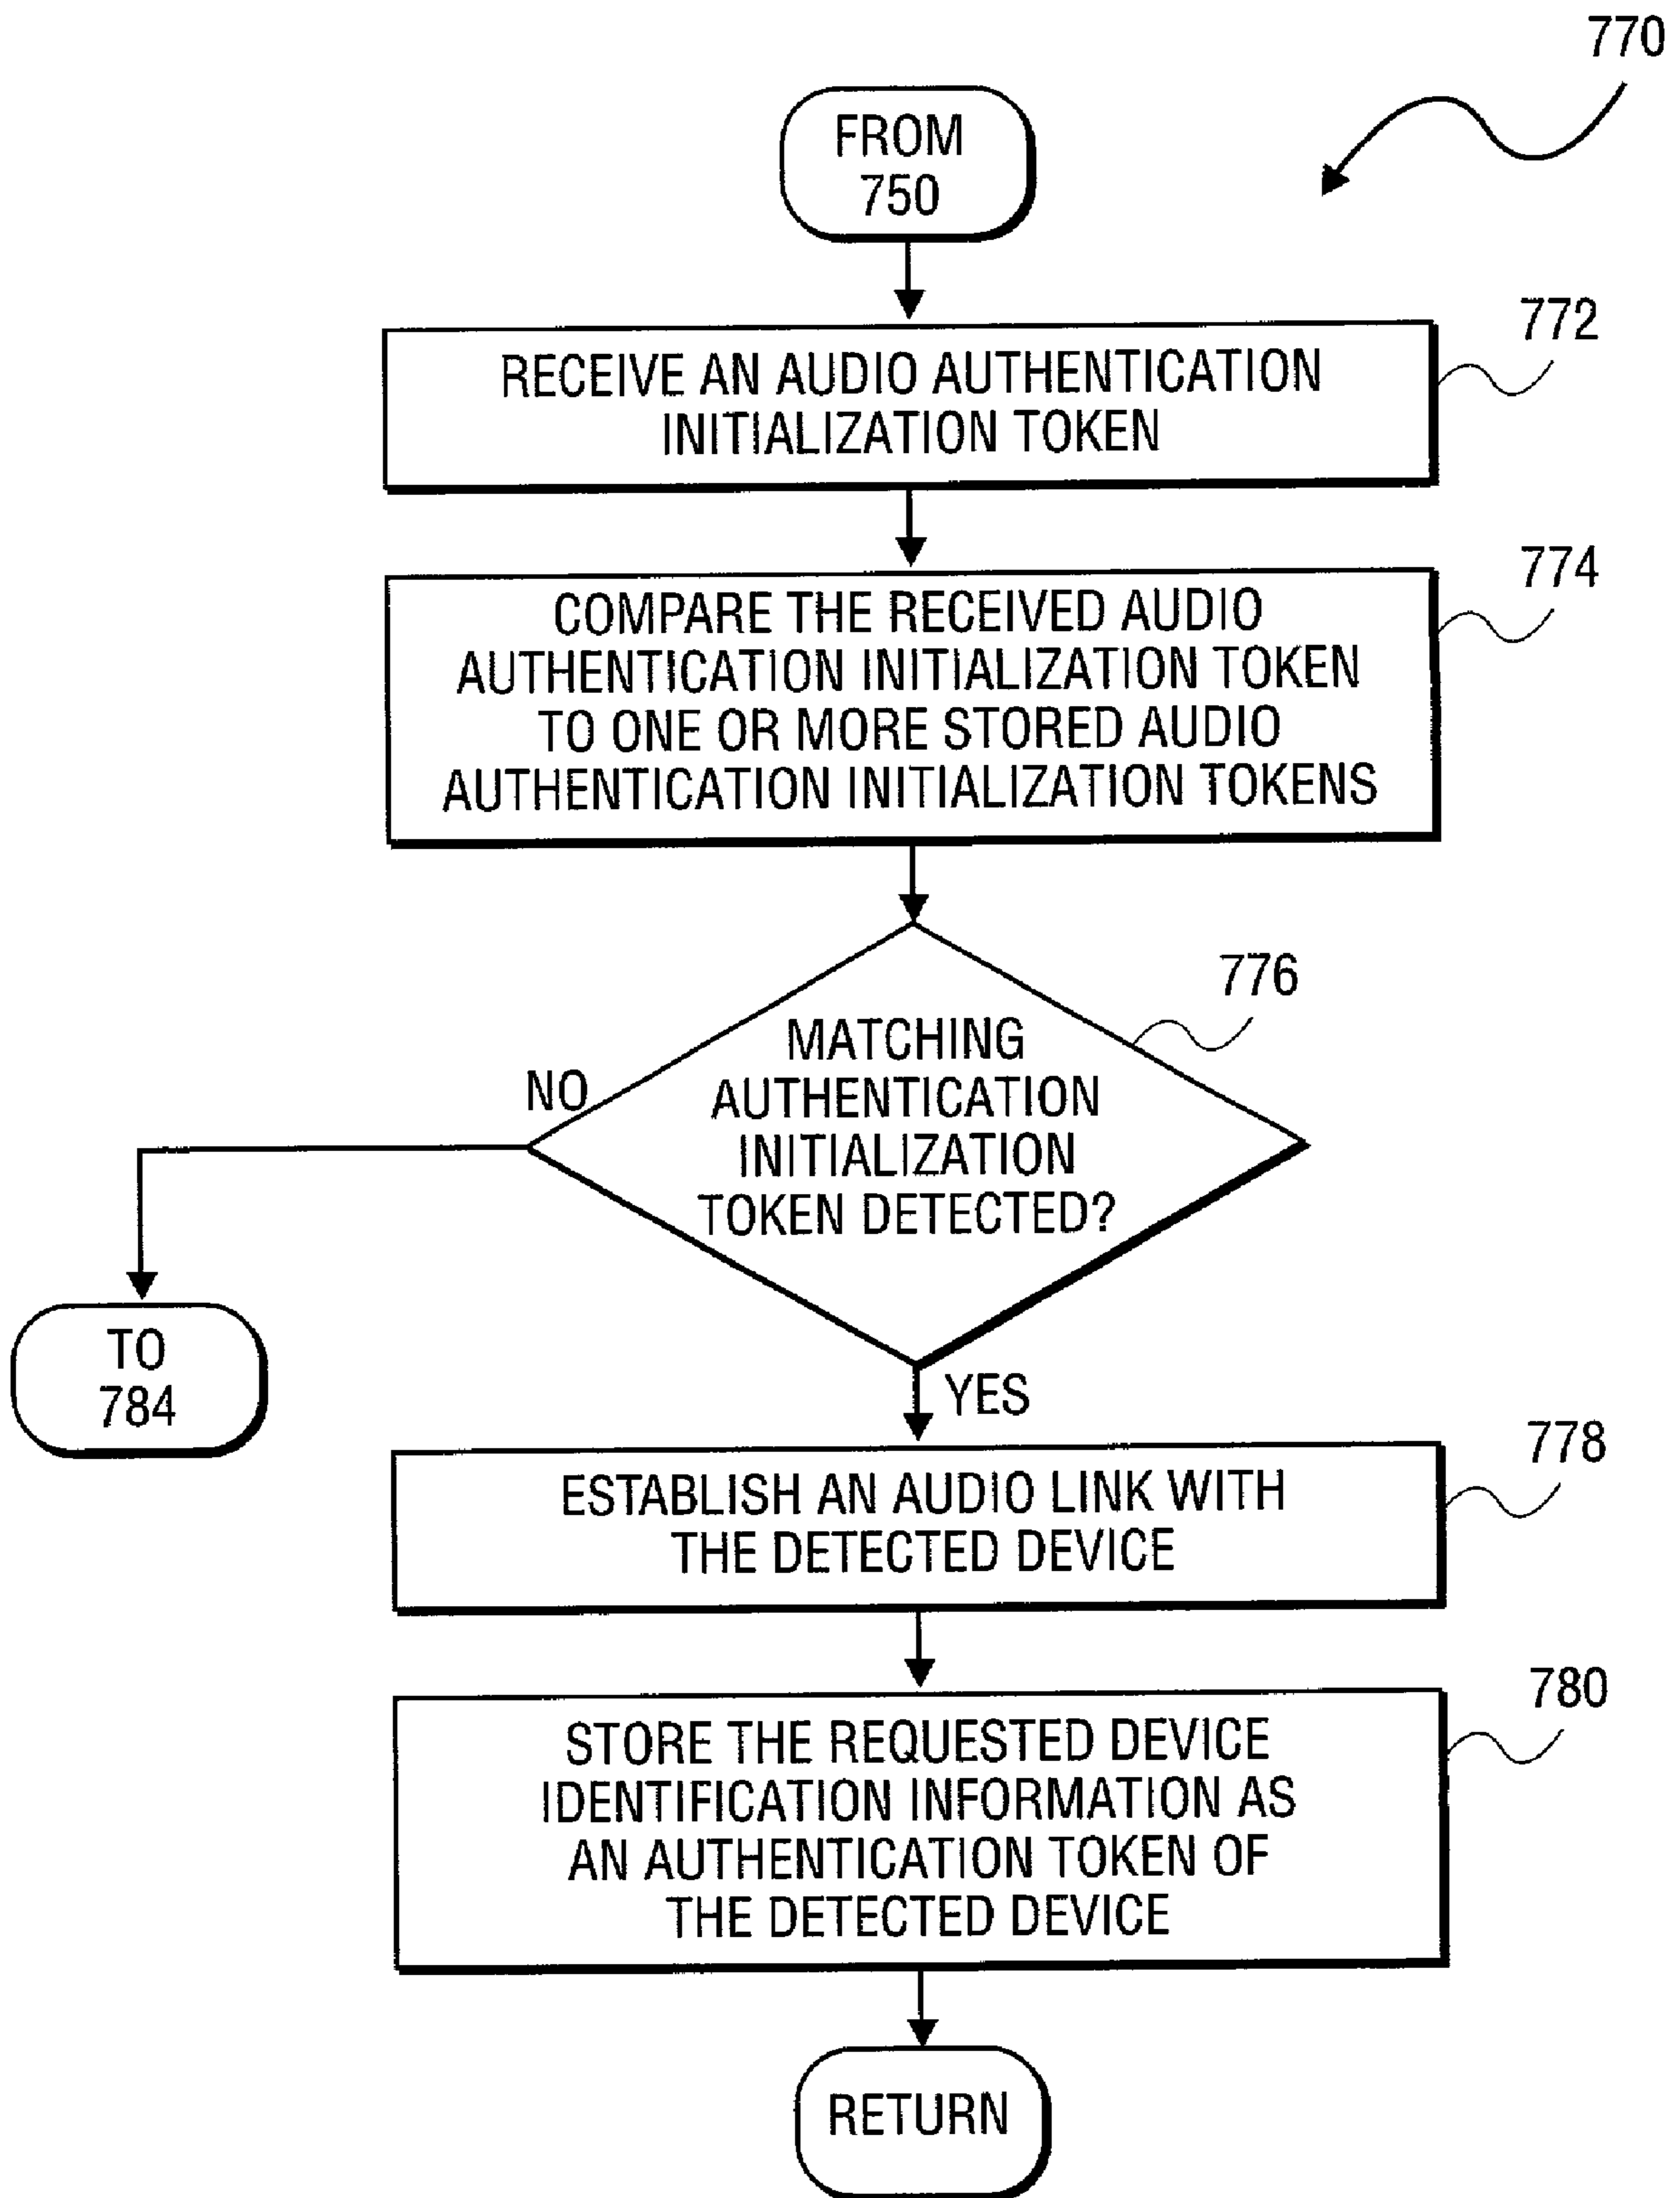 770
FROM
750
772
RECEIVE AN AUDIO AUTHENTICATION
INITIALIZATION TOKEN
774
COMPARE THE RECEIVED AUDIO
AUTHENTICATION INITIALIZATION TOKEN
TO ONE OR MORE STORED AUDIO
AUTHENTICATION INITIALIZATION TOKENS
776
MATCHING
AUTHENTICATION
INITIALIZATION
TOKEN DETECTED?
NO
TO
784
YES
778
ESTABLISH AN AUDIO LINK WITH
THE DETECTED DEVICE
780
STORE THE REQUESTED DEVICE
IDENTIFICATION INFORMATION AS
AN AUTHENTICATION TOKEN OF
THE DETECTED DEVICE
RETURN